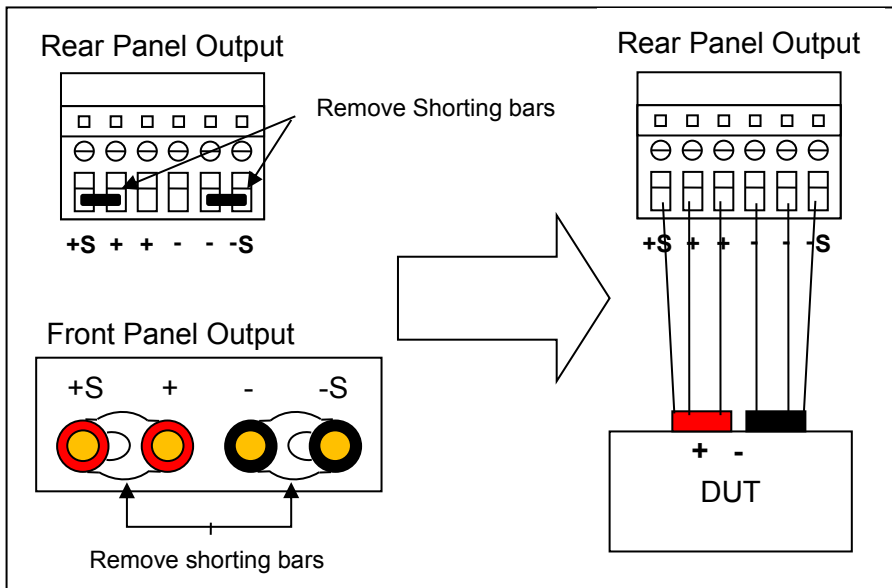 Rear Panel Output
Remove Shorting bars
+S + + - - -S
Front Panel Output
+S + - -S
Remove shorting bars
Rear Panel Output
+S + + - - -S
+ -
DUT